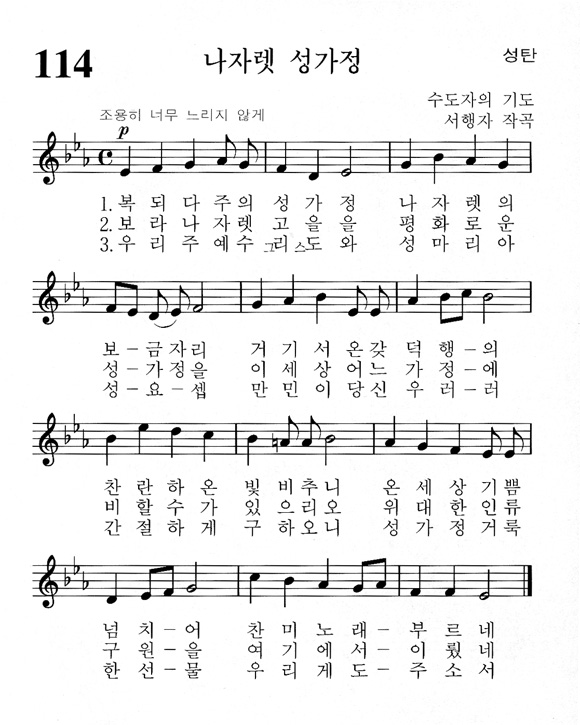 114 나자렛 성가정 성탄
수도자의 기도
조용히 너무 느리지 않게 서행자 작곡
p
1. 복 되 다 주 의 성 가 정 나 자 렛 의
2. 보 라 나 자 렛 고 을 을 평 화 로 운
3. 우 리 주 예 수 그 리 스 도 와 성 마 리 아
보 - 금 자 리 거 기 서 온 갖 덕 행 - 의
성 - 가 정 을 이 세 상 어 느 가 정 - 에
성 - 요 - 셉 만 민 이 당 신 우 러 - 러
찬 란 하 온 빛 비 추 니 온 세 상 기 쁨
비 할 수 가 있 으 리 오 위 대 한 인 류
간 절 하 게 구 하 오 니 성 가 정 거 룩
넘 치 - 어 찬 미 노 래 - 부 르 네
구 원 - 을 여 기 에 서 - 이 뤘 네
한 선 - 물 우 리 게 도 - 주 소 서